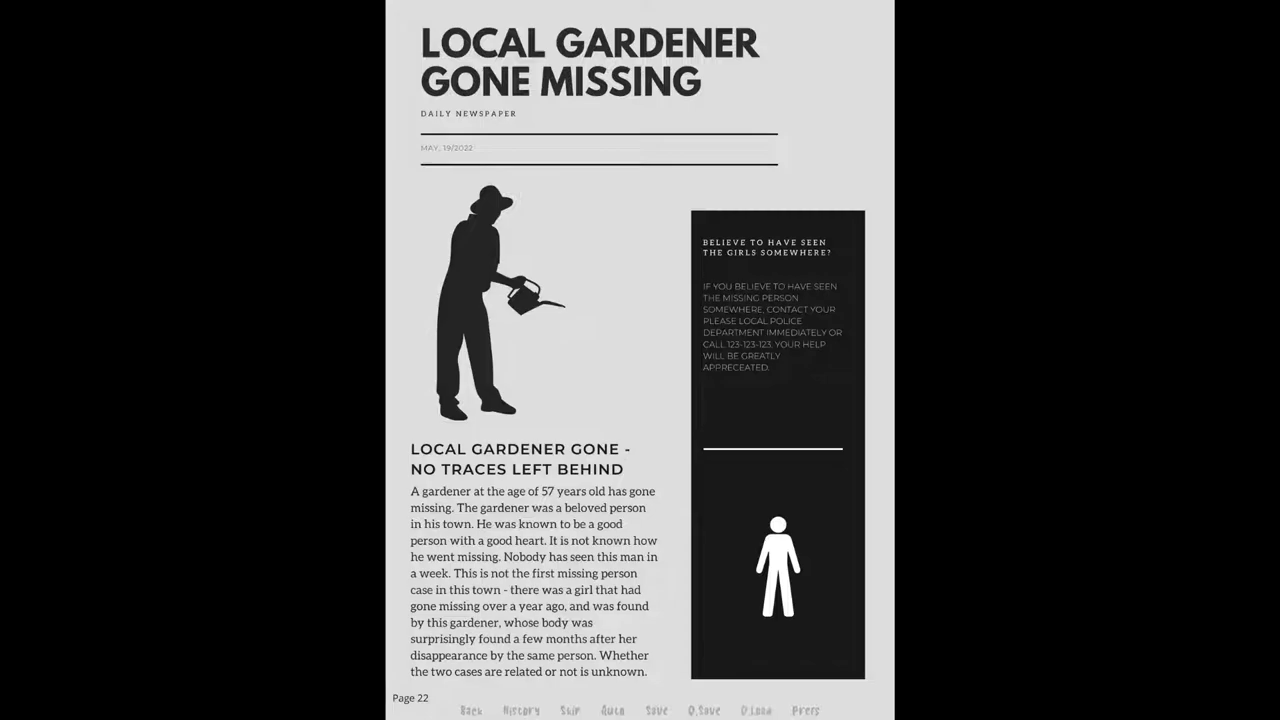 LOCAL GARDENER
GONE MISSING
DAILY NEWSPAPER
MAY, 19/2022
BELIEVE TO HAVE SEEN
THE GIRLS SOMEWHERE?
IF YOU BELIEVE TO HAVE SEEN
THE MISSING PERSON
SOMEWHERE, CONTACT YOUR
PLEASE LOCAL POLICE
DEPARTMENT IMMEDIATELY OR
CALL 123-123-123. YOUR HELP
WILL BE GREATLY
APPRECEATED.
LOCAL GARDENER GONE -
NO TRACES LEFT BEHIND
A gardener at the age of 57 years old has gone
missing. The gardener was a beloved person
in his town. He was known to be a good
person with a good heart. It is not known how
he went missing. Nobody has seen this man in
a week. This is not the first missing person
case in this town - there was a girl that had
gone missing over a year ago, and was found
by this gardener, whose body was
surprisingly found a few months after her
disappearance by the same person. Whether
the two cases are related or not is unknown.
Page 22
Back History Skip Auto Save Q.Save Q.Load Prefs